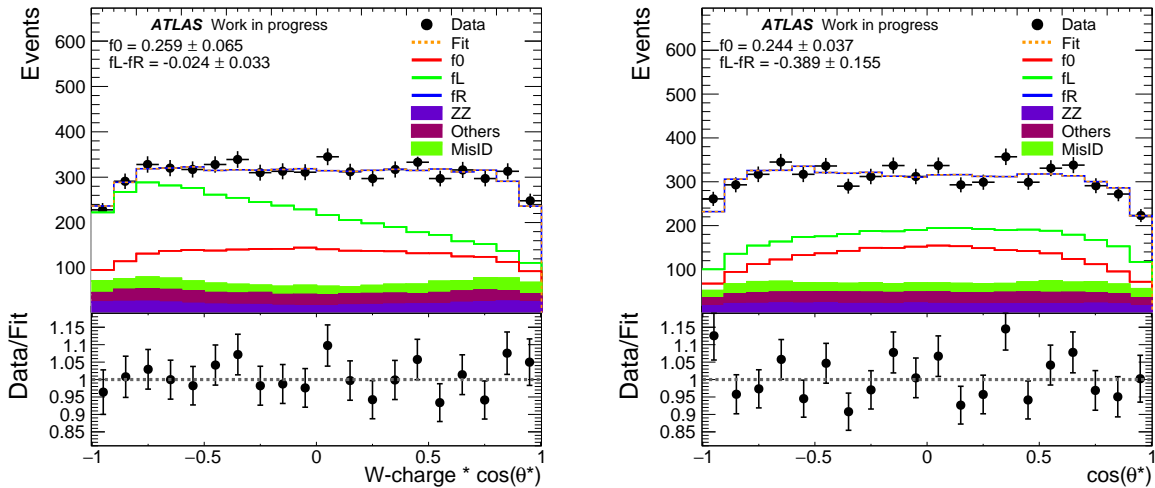 ATLAS Work in progress
f0 = 0.259 ± 0.065
fL-fR = -0.024 ± 0.033
Data
Fit
f0
fL
fR
ZZ
Others
MisID
Events
600
500
400
300
200
100
Data/Fit
1.15
1.1
1.05
1
0.95
0.9
0.85
−1 −0.5 0 0.5 1
W-charge * cos(θ*)
ATLAS Work in progress
f0 = 0.244 ± 0.037
fL-fR = -0.389 ± 0.155
Data
Fit
f0
fL
fR
ZZ
Others
MisID
Events
600
500
400
300
200
100
Data/Fit
1.15
1.1
1.05
1
0.95
0.9
0.85
−1 −0.5 0 0.5 1
cos(θ*)